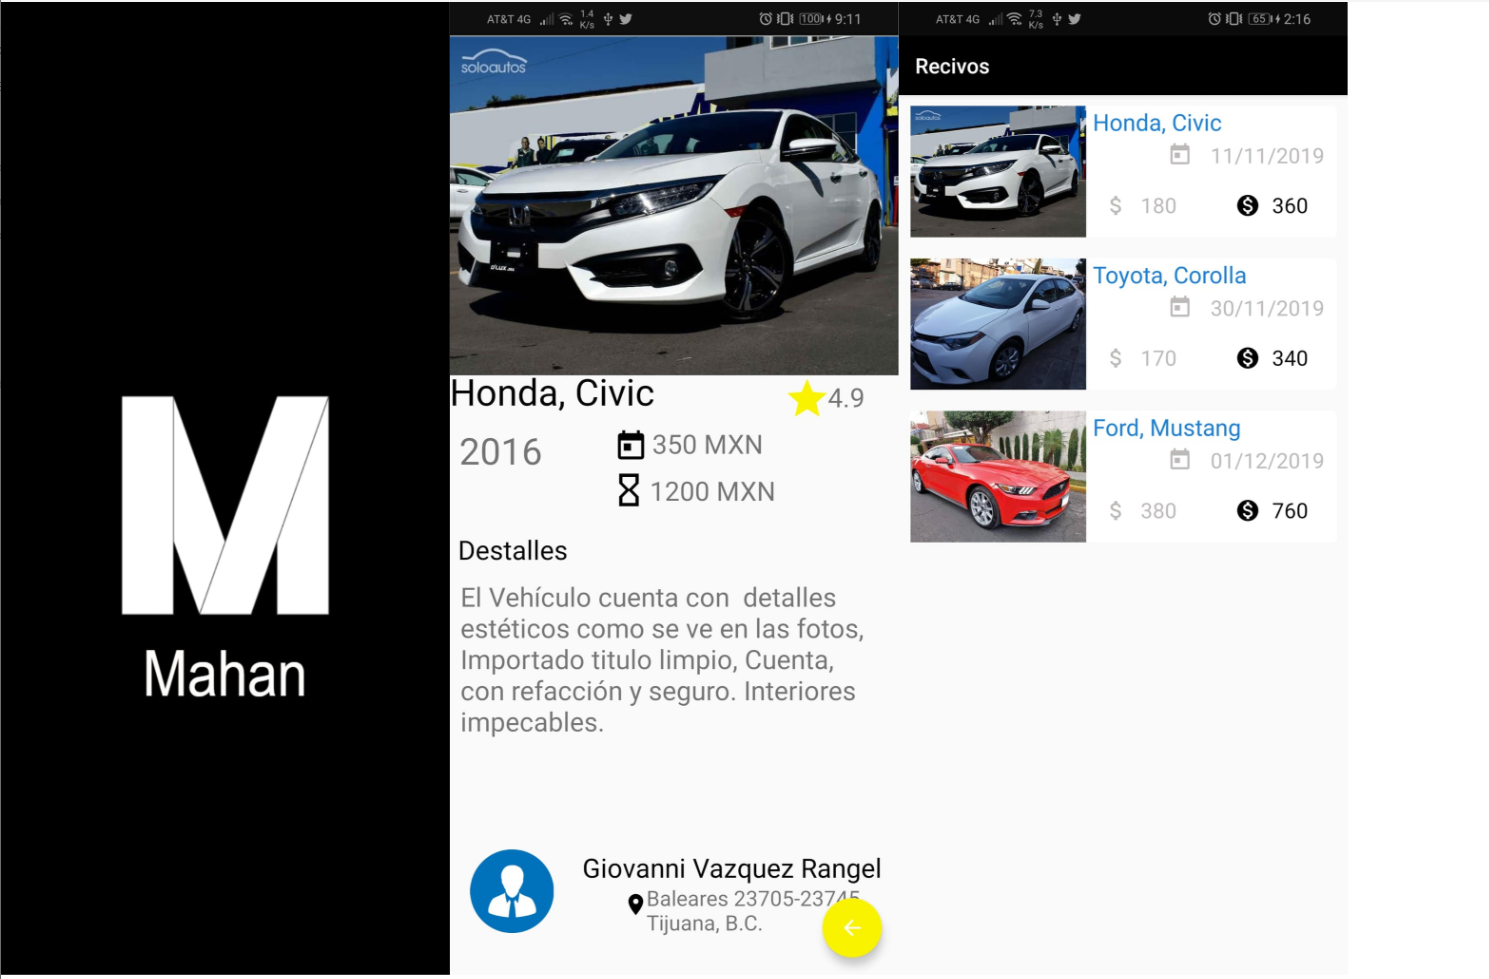 Mahan
AT&T 4G
1.4
K/s
100
9:11
soloautos
d'LUX
Honda, Civic
4.9
2016
350 MXN
1200 MXN
Destalles
El Vehículo cuenta con  detalles
estéticos como se ve en las fotos,
Importado titulo limpio, Cuenta,
con refacción y seguro. Interiores
impecables.
Giovanni Vazquez Rangel
Baleares 23705-23745
Tijuana, B.C.
AT&T 4G
7.3
K/s
65
2:16
Recivos
soloautos
Honda, Civic
11/11/2019
$ 180
$ 360
Toyota, Corolla
30/11/2019
$ 170
$ 340
Ford, Mustang
01/12/2019
$ 380
$ 760